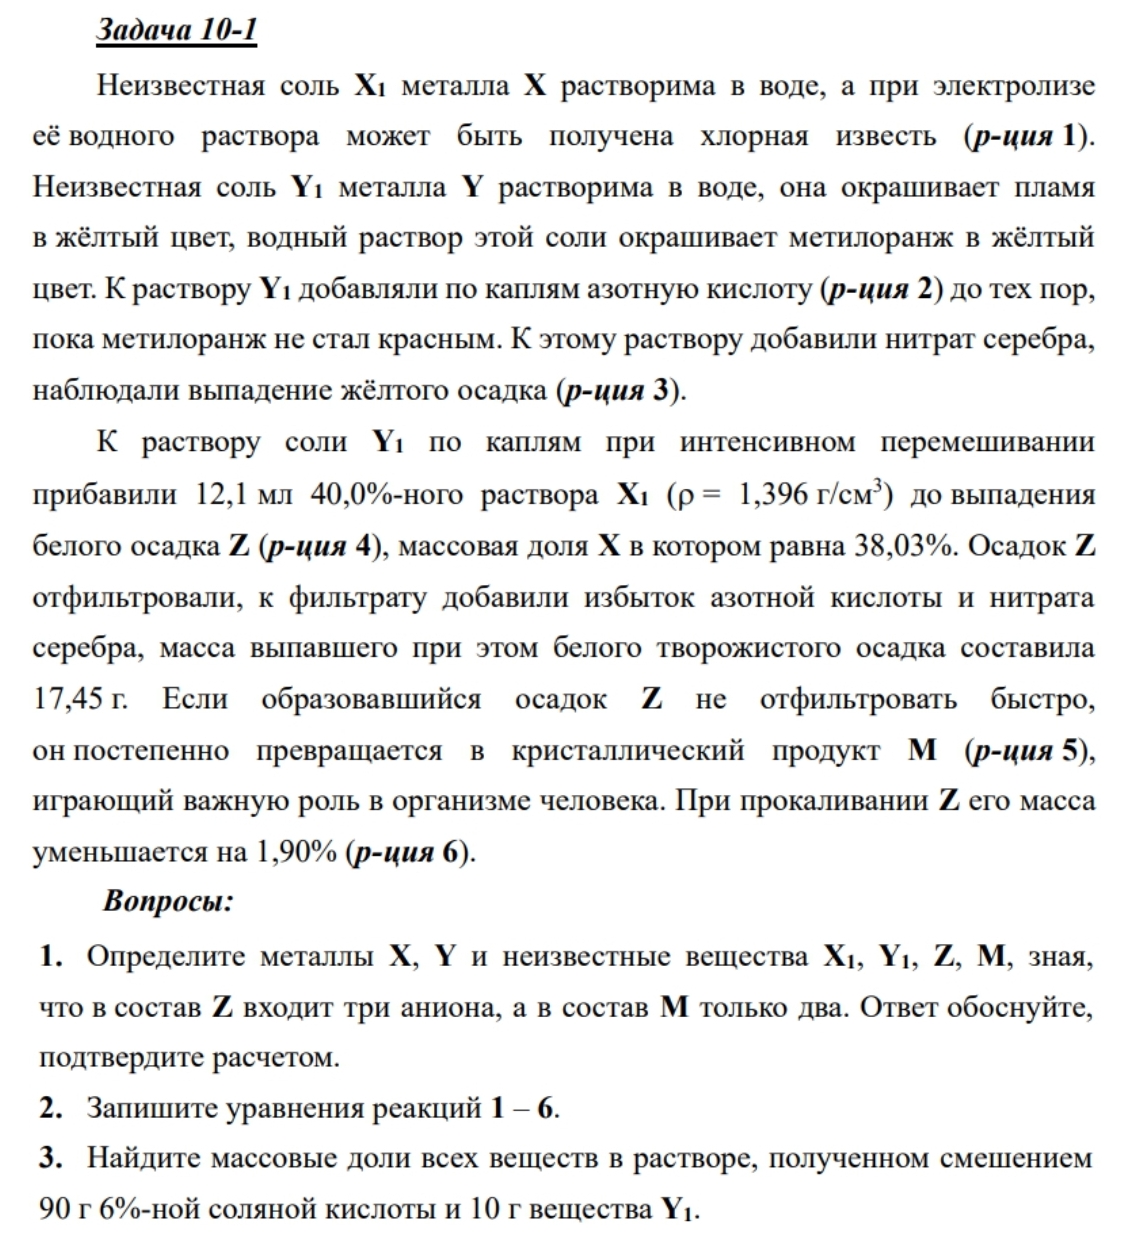 Задача 10-1
Неизвестная соль X₁ металла X растворима в воде, а при электролизе
её водного раствора может быть получена хлорная известь (р-ция 1).
Неизвестная соль Y₁ металла Y растворима в воде, она окрашивает пламя
в жёлтый цвет, водный раствор этой соли окрашивает метилоранж в жёлтый
цвет. К раствору Y₁ добавляли по каплям азотную кислоту (р-ция 2) до тех пор,
пока метилоранж не стал красным. К этому раствору добавили нитрат серебра,
наблюдали выпадение жёлтого осадка (р-ция 3).
К раствору соли Y₁ по каплям при интенсивном перемешивании
прибавили 12,1 мл 40,0%-ного раствора X₁ (ρ = 1,396 г/см³) до выпадения
белого осадка Z (р-ция 4), массовая доля X в котором равна 38,03%. Осадок Z
отфильтровали, к фильтрату добавили избыток азотной кислоты и нитрата
серебра, масса выпавшего при этом белого творожистого осадка составила
17,45 г. Если образовавшийся осадок Z не отфильтровать быстро,
он постепенно превращается в кристаллический продукт M (р-ция 5),
играющий важную роль в организме человека. При прокаливании Z его масса
уменьшается на 1,90% (р-ция 6).
Вопросы:
1. Определите металлы X, Y и неизвестные вещества X₁, Y₁, Z, M, зная,
что в состав Z входит три аниона, а в состав M только два. Ответ обоснуйте,
подтвердите расчетом.
2. Запишите уравнения реакций 1 – 6.
3. Найдите массовые доли всех веществ в растворе, полученном смешением
90 г 6%-ной соляной кислоты и 10 г вещества Y₁.